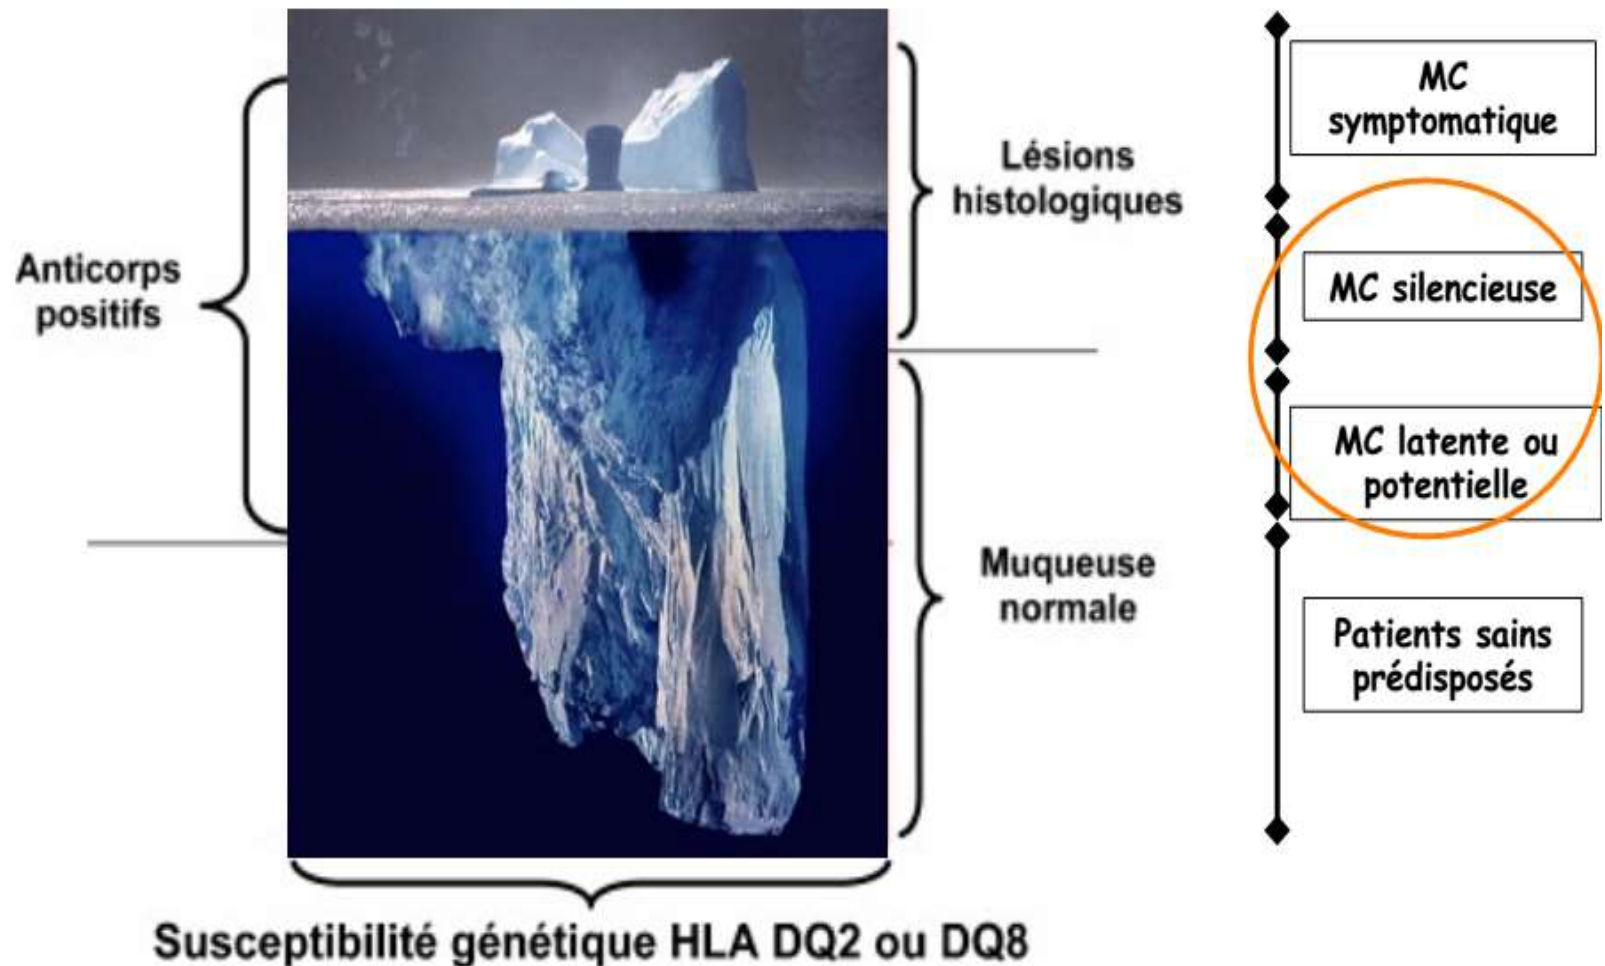 Anticorps
positifs
Lésions
histologiques
Muqueuse
normale
Susceptibilité génétique HLA DQ2 ou DQ8
MC
symptomatique
MC silencieuse
MC latente ou
potentielle
Patients sains
prédisposés